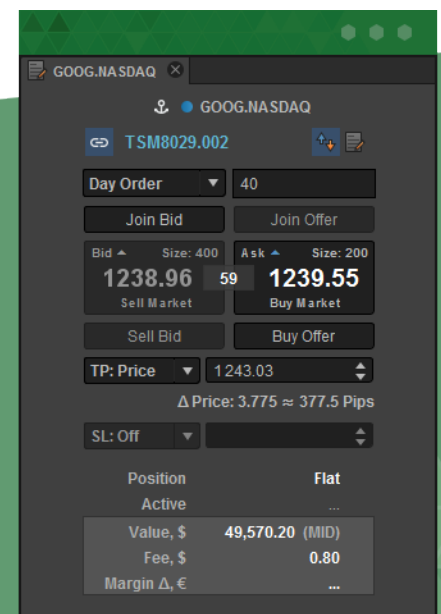 GOOG.NASDAQ
GOOG.NASDAQ
TSM8029.002
Day Order 40
Join Bid Join Offer
Bid Size: 400 Ask Size: 200
1238.96 59 1239.55
Sell Market Buy Market
Sell Bid Buy Offer
TP: Price 1 243.03
Δ Price: 3.775 ≈ 377.5 Pips
SL: Off
Position Flat
Active ...
Value, $ 49,570.20 (MID)
Fee, $ 0.80
Margin Δ, € ...